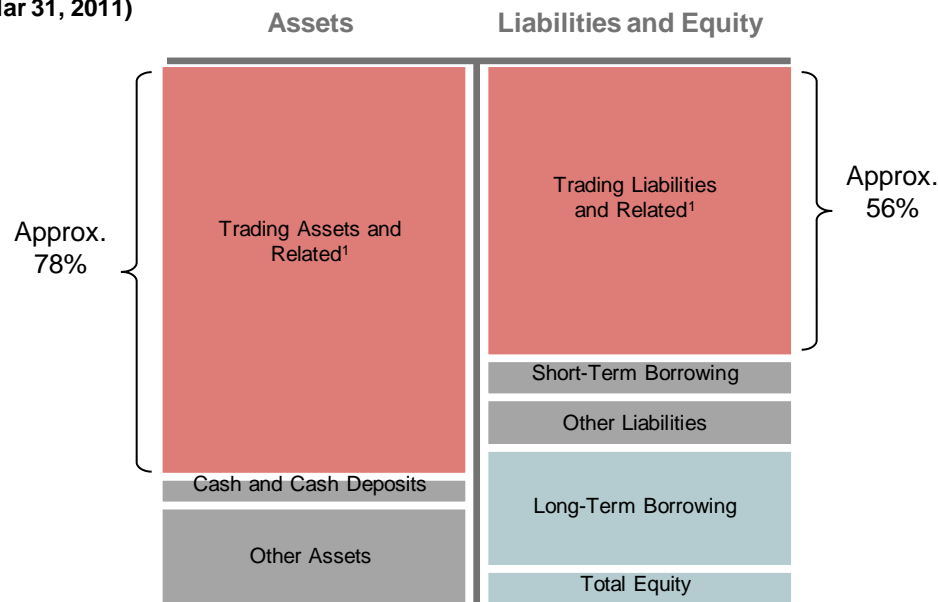 31, 2011)
Assets
Liabilities and Equity
Approx.
78%
Trading Assets and
Related¹
Cash and Cash Deposits
Other Assets
Trading Liabilities
and Related¹
Short-Term Borrowing
Other Liabilities
Long-Term Borrowing
Total Equity
Approx.
56%